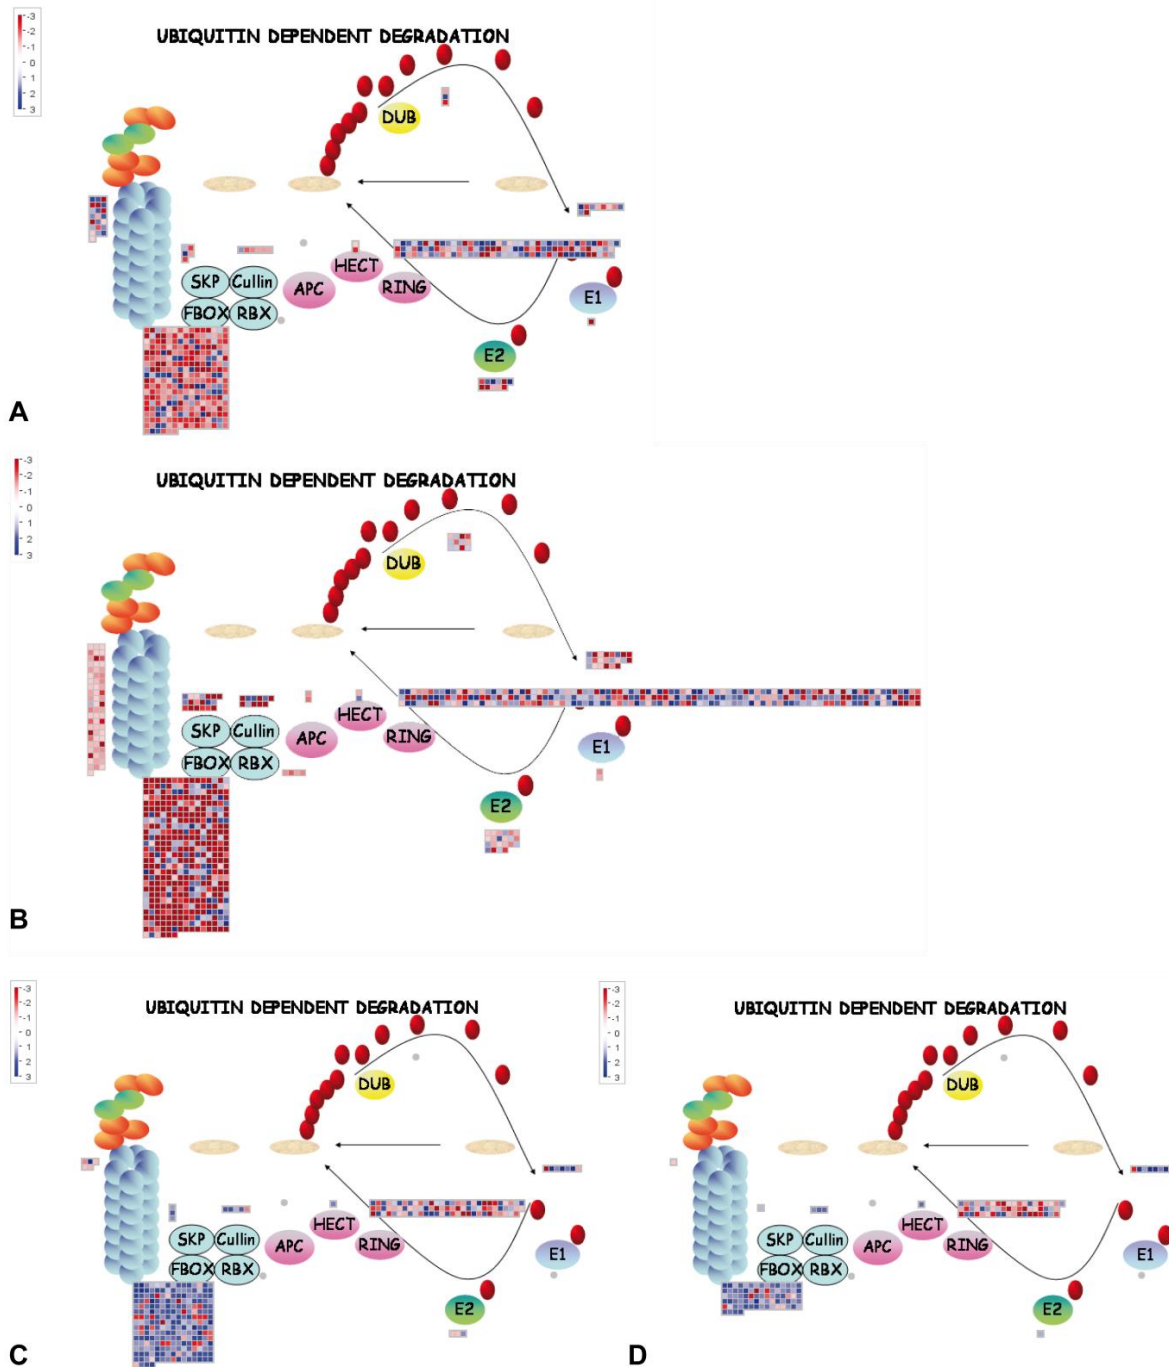 -3
-2
-1
0
1
2
3
UBIQUITIN DEPENDENT DEGRADATION
DUB
HECT
SKP
Cullin
APC
RING
E1
FBOX
RBX
E2
A
-3
-2
-1
0
1
2
3
UBIQUITIN DEPENDENT DEGRADATION
DUB
HECT
SKP
Cullin
APC
RING
E1
FBOX
RBX
E2
B
-3
-2
-1
0
1
2
3
UBIQUITIN DEPENDENT DEGRADATION
DUB
HECT
SKP
Cullin
APC
RING
E1
FBOX
RBX
E2
C
-3
-2
-1
0
1
2
3
UBIQUITIN DEPENDENT DEGRADATION
DUB
HECT
SKP
Cullin
APC
RING
E1
FBOX
RBX
E2
D